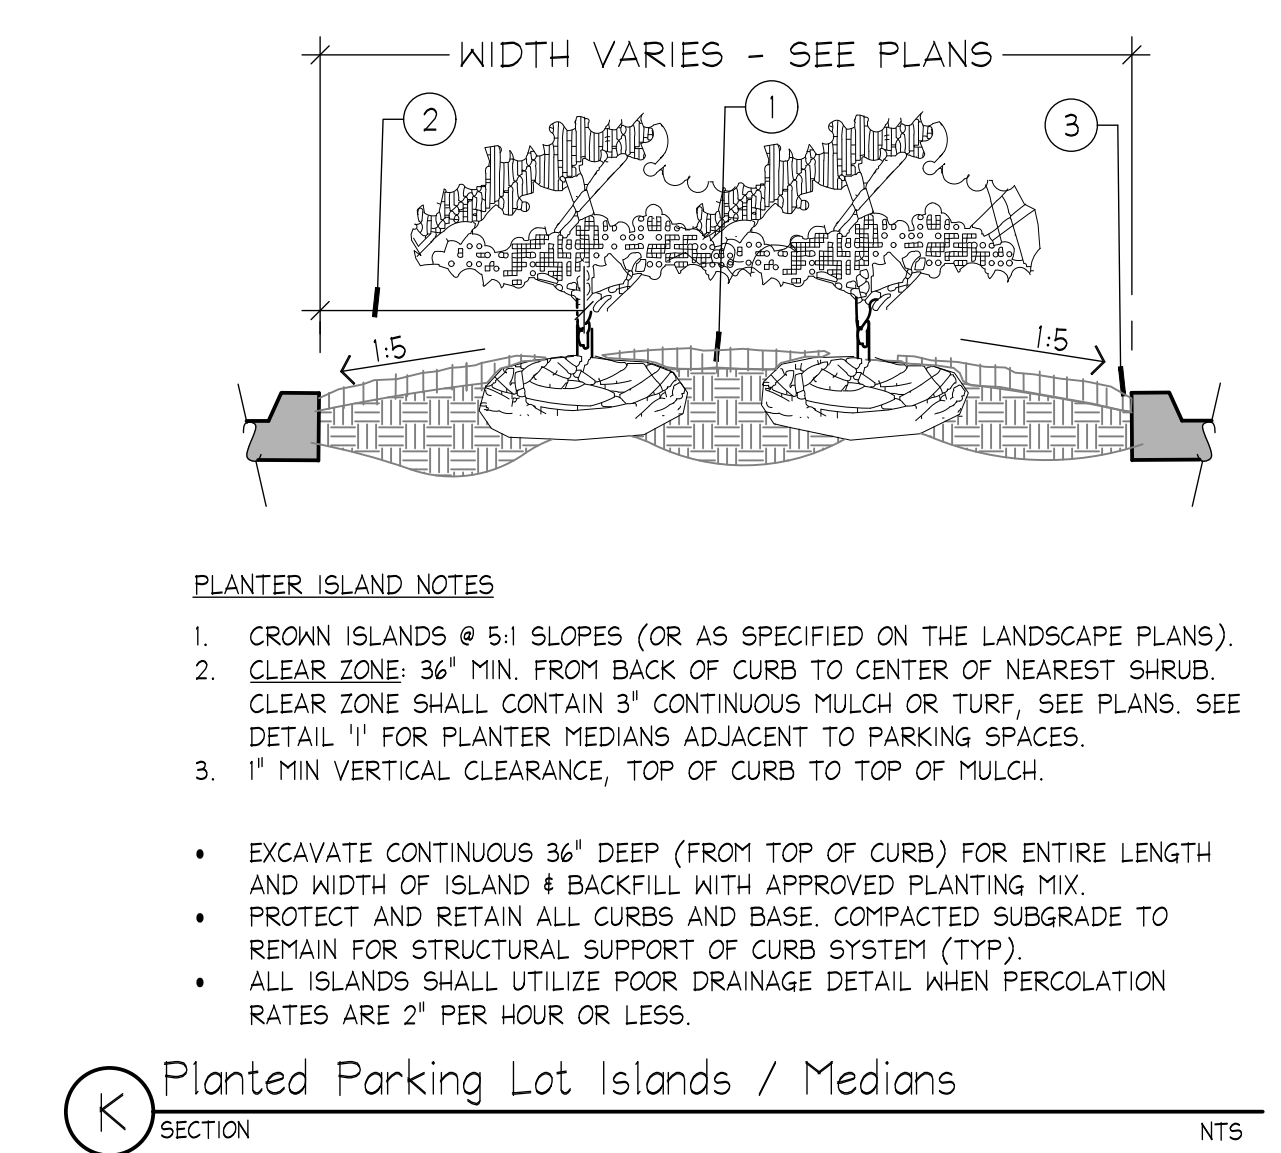 WIDTH VARIES - SEE PLANS
2
1
3
1:5
1:5
PLANTER ISLAND NOTES
1. CROWN ISLANDS @ 5:1 SLOPES (OR AS SPECIFIED ON THE LANDSCAPE PLANS).
2. CLEAR ZONE: 36" MIN. FROM BACK OF CURB TO CENTER OF NEAREST SHRUB.
CLEAR ZONE SHALL CONTAIN 3" CONTINUOUS MULCH OR TURF, SEE PLANS. SEE
DETAIL 'I' FOR PLANTER MEDIANS ADJACENT TO PARKING SPACES.
3. 1" MIN VERTICAL CLEARANCE, TOP OF CURB TO TOP OF MULCH.
• EXCAVATE CONTINUOUS 36" DEEP (FROM TOP OF CURB) FOR ENTIRE LENGTH
AND WIDTH OF ISLAND & BACKFILL WITH APPROVED PLANTING MIX.
• PROTECT AND RETAIN ALL CURBS AND BASE. COMPACTED SUBGRADE TO
REMAIN FOR STRUCTURAL SUPPORT OF CURB SYSTEM (TYP).
• ALL ISLANDS SHALL UTILIZE POOR DRAINAGE DETAIL WHEN PERCOLATION
RATES ARE 2" PER HOUR OR LESS.
K Planted Parking Lot Islands / Medians
SECTION NTS